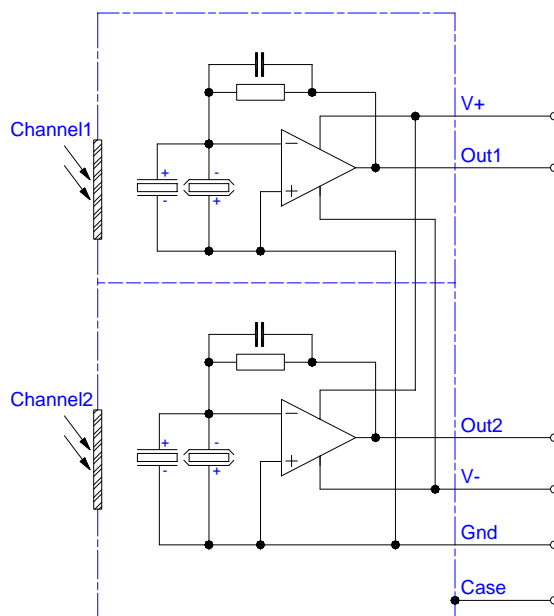 Channel1
V+
Out1
+ -
− 
- +
+
Channel2
+ -
−
- +
+
Out2
V-
Gnd
Case